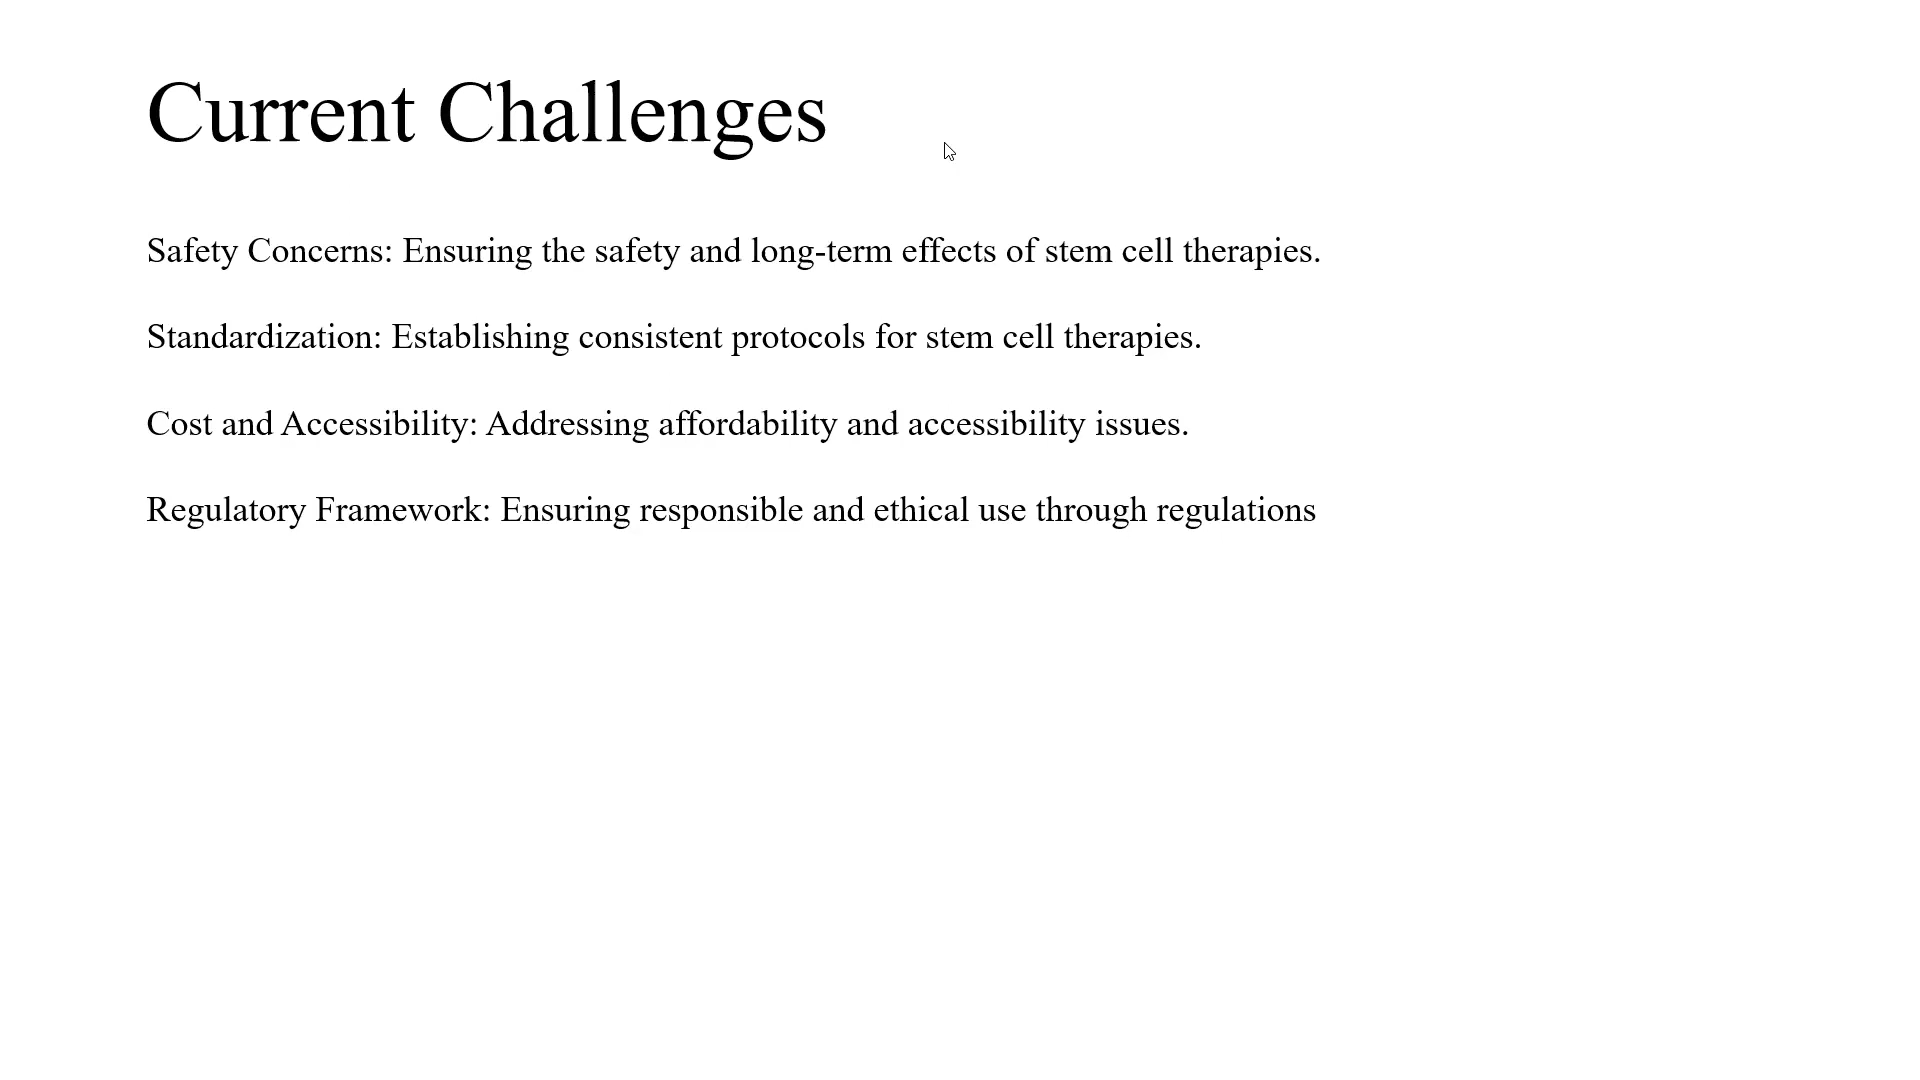 Current Challenges
Safety Concerns: Ensuring the safety and long-term effects of stem cell therapies.
Standardization: Establishing consistent protocols for stem cell therapies.
Cost and Accessibility: Addressing affordability and accessibility issues.
Regulatory Framework: Ensuring responsible and ethical use through regulations